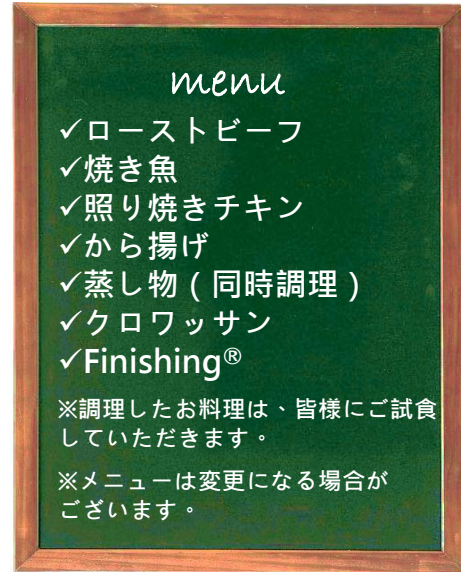 menu
✓ローストビーフ
✓焼き魚
✓照り焼きチキン
✓から揚げ
✓蒸し物（同時調理）
✓クロワッサン
✓Finishing®
※調理したお料理は、皆様にご試食
していただきます。
※メニューは変更になる場合が
ございます。